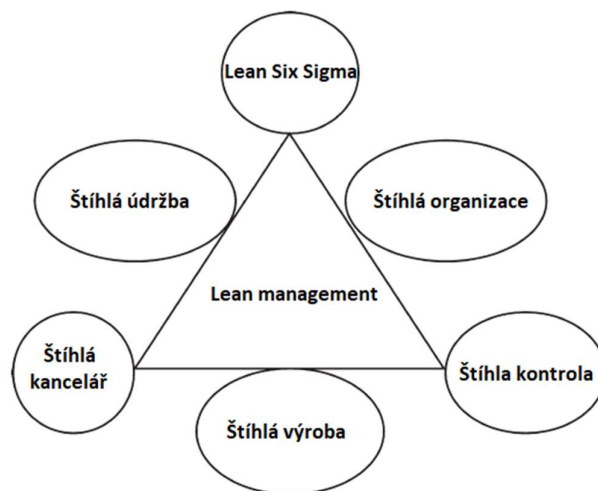 Lean Six Sigma
Štíhlá údržba
Štíhlá organizace
Lean management
Štíhlá
kancelář
Štíhla kontrola
Štíhlá výroba